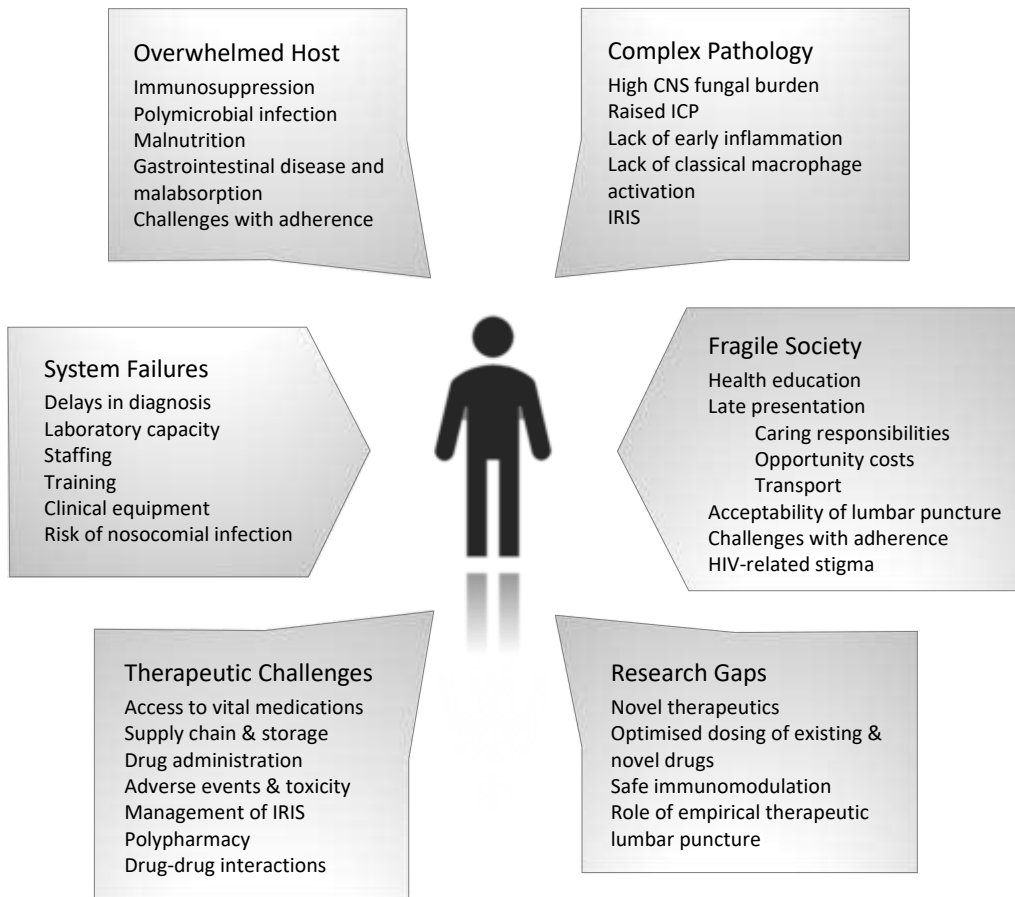 Overwhelmed Host
Immunosuppression
Polymicrobial infection
Malnutrition
Gastrointestinal disease and
malabsorption
Challenges with adherence
Complex Pathology
High CNS fungal burden
Raised ICP
Lack of early inflammation
Lack of classical macrophage
activation
IRIS
System Failures
Delays in diagnosis
Laboratory capacity
Staffing
Training
Clinical equipment
Risk of nosocomial infection
Fragile Society
Health education
Late presentation
Caring responsibilities
Opportunity costs
Transport
Acceptability of lumbar puncture
Challenges with adherence
HIV-related stigma
Therapeutic Challenges
Access to vital medications
Supply chain & storage
Drug administration
Adverse events & toxicity
Management of IRIS
Polypharmacy
Drug-drug interactions
Research Gaps
Novel therapeutics
Optimised dosing of existing &
novel drugs
Safe immunomodulation
Role of empirical therapeutic
lumbar puncture